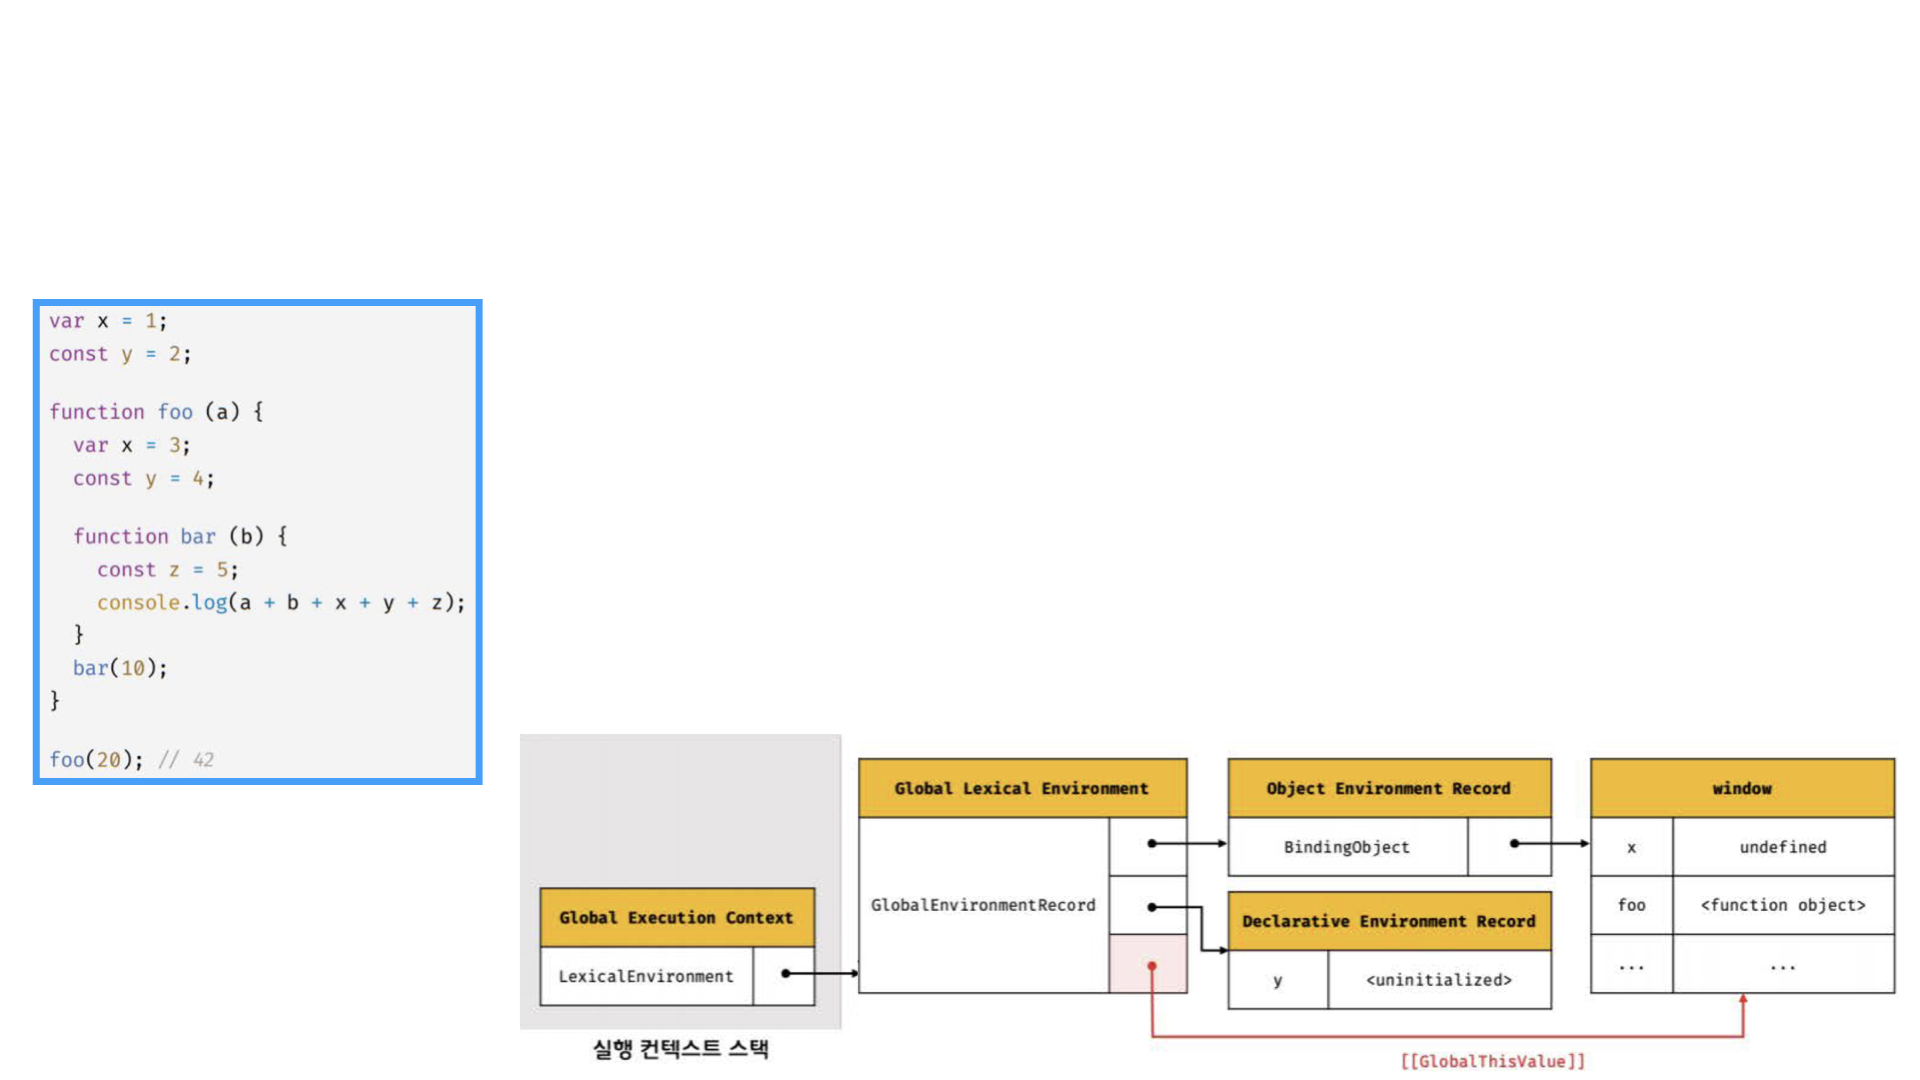 var x = 1;
const y = 2;
function foo (a) {
var x = 3;
const y = 4;
function bar (b) {
const z = 5;
console.log(a + b + x + y + z);
}
bar(10);
}
foo(20); // 42
Global Execution Context
LexicalEnvironment
실행 컨텍스트 스택
Global Lexical Environment
GlobalEnvironmentRecord
Object Environment Record
BindingObject
Declarative Environment Record
y <uninitialized>
window
x undefined
foo <function object>
... ...
[[GlobalThisValue]]